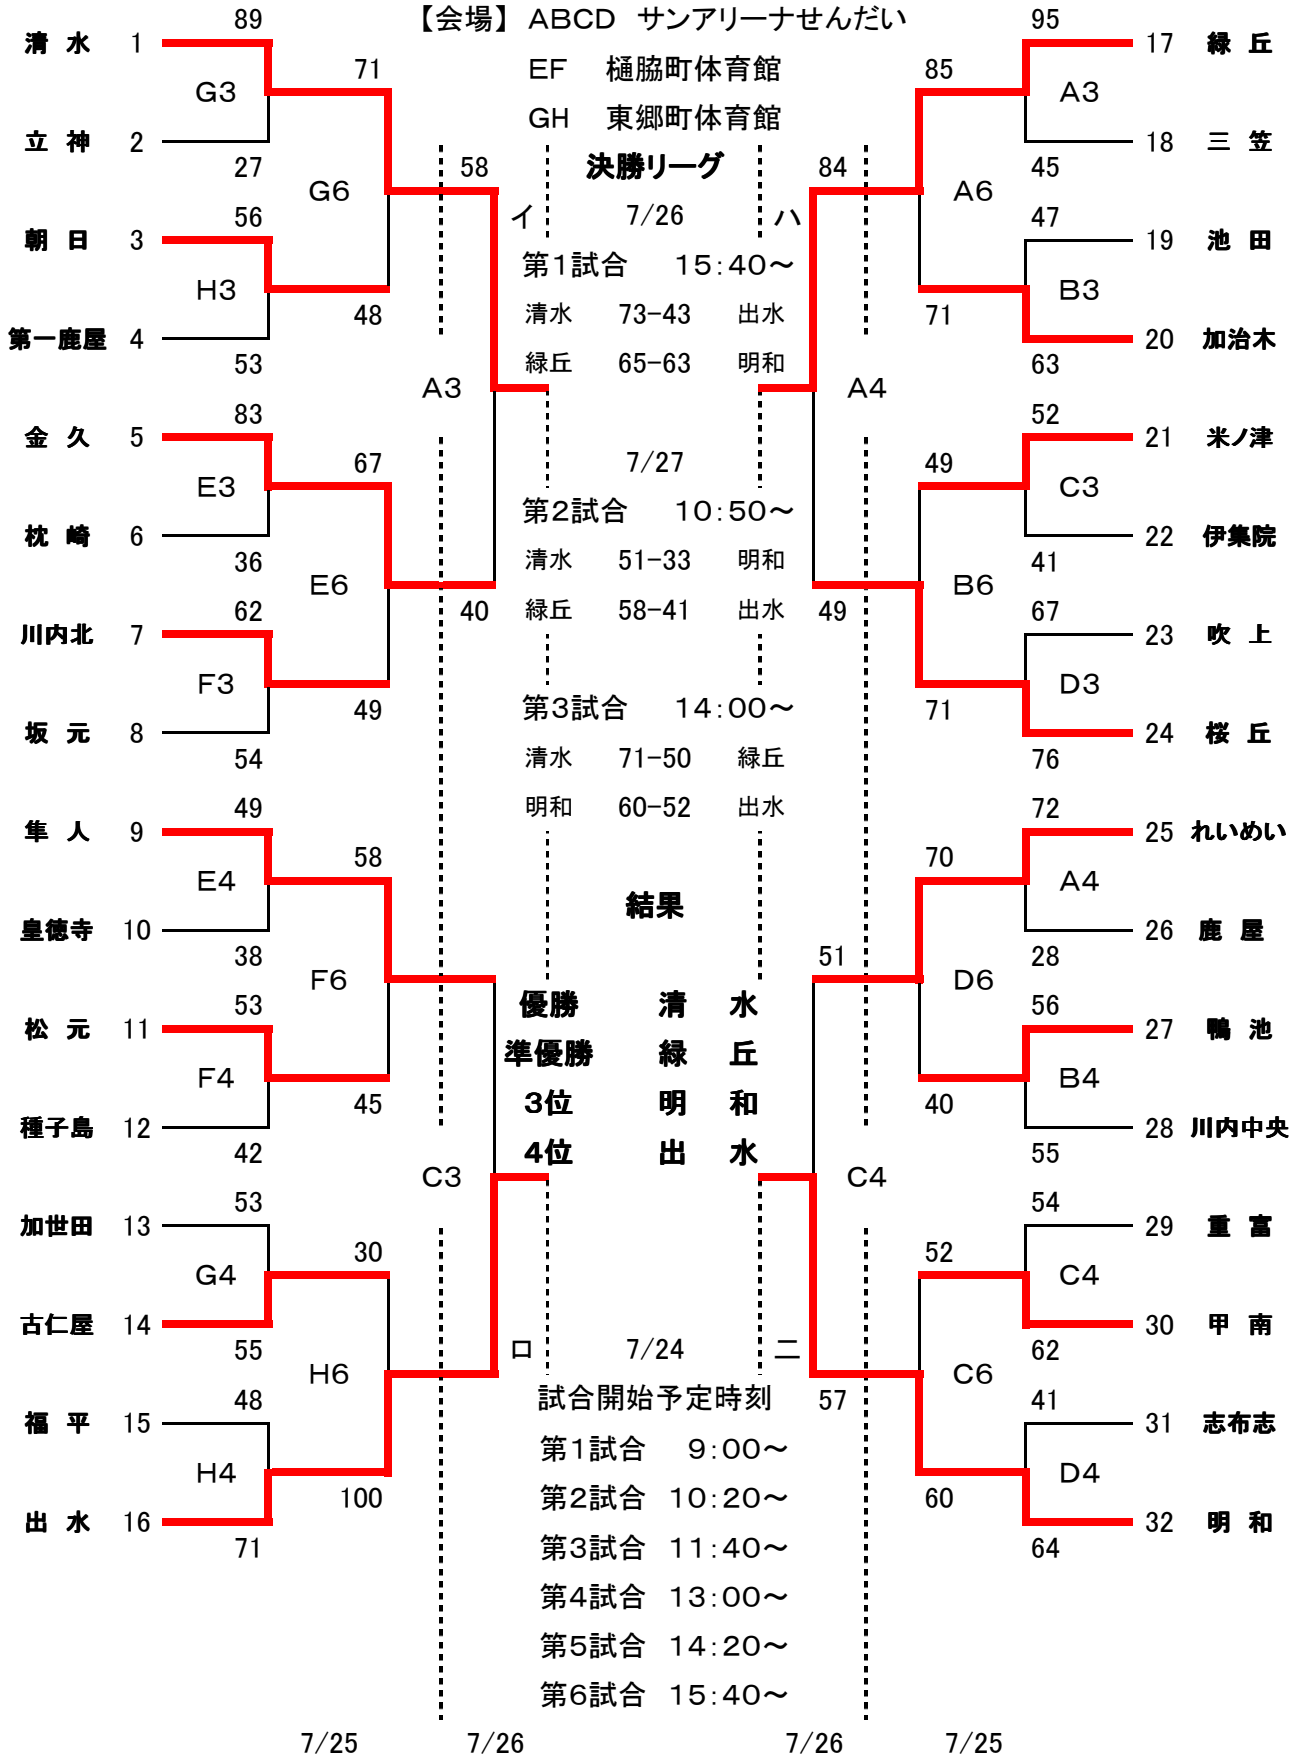 【会場】 ABCD サンアリーナせんだい
EF 樋脇町体育館
GH 東郷町体育館
決勝リーグ
7/26
第1試合 15:40～
清水 73-43 出水
緑丘 65-63 明和
7/27
第2試合 10:50～
清水 51-33 明和
緑丘 58-41 出水
第3試合 14:00～
清水 71-50 緑丘
明和 60-52 出水
結果
優勝 清 水
準優勝 緑 丘
3位 明 和
4位 出 水
7/24
試合開始予定時刻
第1試合 9:00～
第2試合 10:20～
第3試合 11:40～
第4試合 13:00～
第5試合 14:20～
第6試合 15:40～
清 水 1 89
G3
立 神 2 27
71
G6
朝 日 3 56
H3
第一鹿屋 4 53
48
58
イ
A3
金 久 5 83
E3
枕 崎 6 36
67
E6
川内北 7 62
F3
坂 元 8 54
49
40
隼 人 9 49
E4
皇徳寺 10 38
58
F6
松 元 11 53
F4
種子島 12 42
45
C3
加世田 13 53
G4
古仁屋 14 55
30
H6
ロ
福 平 15 48
H4
出 水 16 71
100
95 17 緑 丘
A3
45 18 三 笠
85
A6
47 19 池 田
B3
63 20 加治木
71
84
ハ
A4
52 21 米ノ津
C3
41 22 伊集院
49
B6
67 23 吹 上
D3
76 24 桜 丘
71
49
72 25 れいめい
A4
28 26 鹿 屋
70
D6
51
56 27 鴨 池
B4
55 28 川内中央
40
C4
54 29 重 富
C4
62 30 甲 南
52
C6
ニ
57
41 31 志布志
D4
64 32 明 和
60
7/25 7/26 7/26 7/25